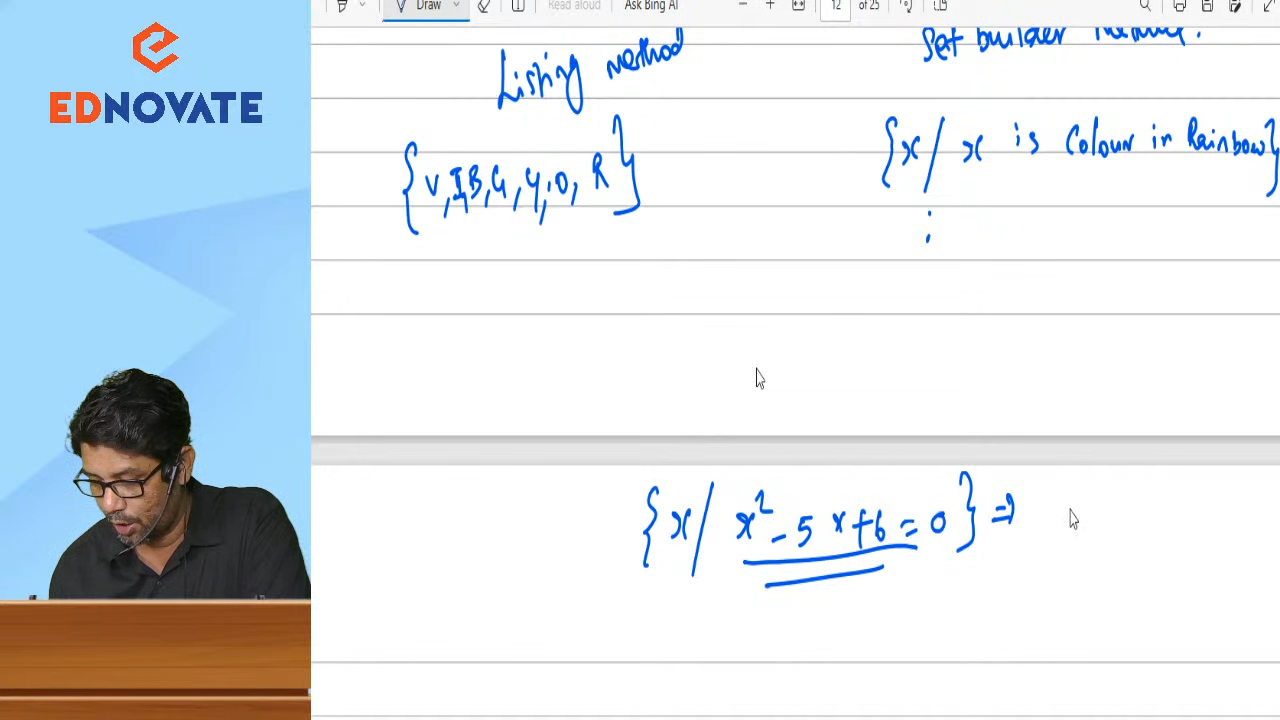 Draw Read aloud Ask Bing AI 12 of 25
EDNOVATE
Listing method
Set builder
{V,I,B,G,Y,O,R}
{x/ x is Colour in Rainbow}
:
{x/ x²-5x+6=0} ⇒